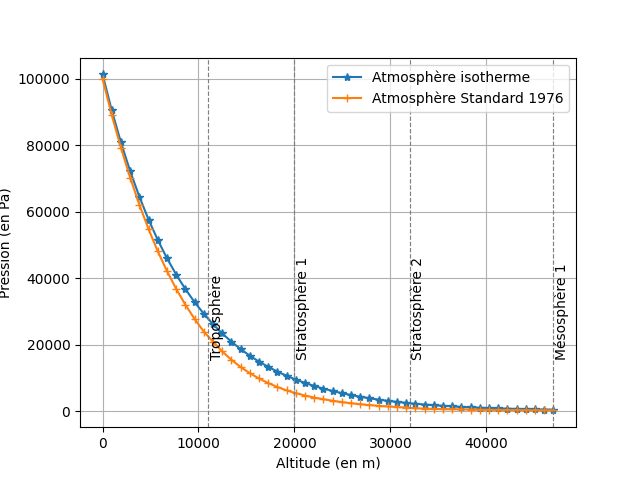 Atmosphère isotherme
Atmosphère Standard 1976
100000
80000
60000
40000
20000
0
Pression (en Pa)
Troposphère
Stratosphère 1
Stratosphère 2
Mésosphère 1
0
10000
20000
30000
40000
Altitude (en m)